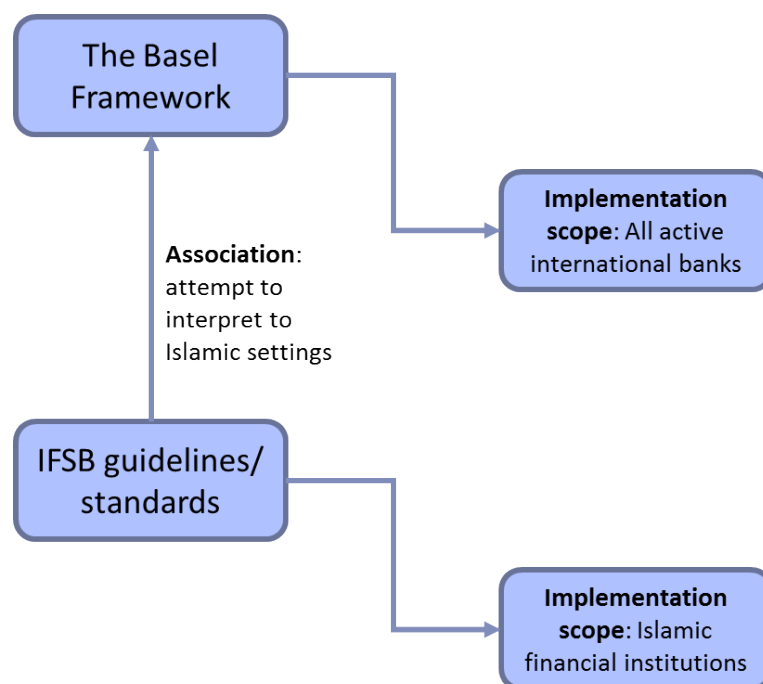 The Basel
Framework
Implementation
scope: All active
international banks
Association:
attempt to
interpret to
Islamic settings
IFSB guidelines/
standards
Implementation
scope: Islamic
financial institutions